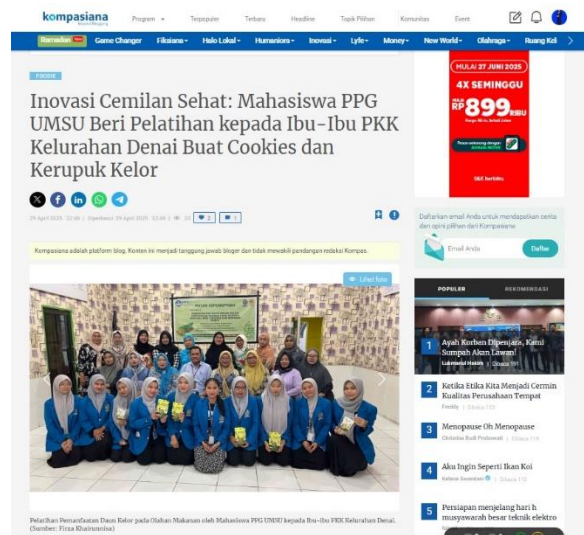 kompasiana
Program
Terpopuler
Terbaru
Headline
Topik Pilihan
Komunitas
Event
Ramadan
Game Changer
Fiksiana
Halo Lokal
Humaniora
Inovasi
Lyfe
Money
New World
Olahraga
Ruang Keli
FOODIE
Inovasi Cemilan Sehat: Mahasiswa PPG
UMSU Beri Pelatihan kepada Ibu-Ibu PKK
Kelurahan Denai Buat Cookies dan
Kerupuk Kelor
Kompasiana adalah platform blog. Konten ini menjadi tanggung jawab bloger dan tidak mewakili pandangan redaksi Kompas.
Lihat foto
Pelatihan Pemanfaatan Daun Kelor pada Olahan Makanan oleh Mahasiswa PPG UMSU kepada Ibu-Ibu PKK Kelurahan Denai.
(Sumber: Firza Khairunnisa)
MULAI 27 JUNI 2025
4X SEMINGGU
RP899 RIBU
Daftarkan email Anda untuk mendapatkan cerita
dan opini pilihan dari Kompasiana
Email Anda
Daftar
POPULER
REKOMENDASI
1
Ayah Korban Dipenjara, Kami
Sumpah Akan Lawan!
2
Ketika Etika Kita Menjadi Cermin
Kualitas Perusahaan Tempat
3
Menopause Oh Menopause
4
Aku Ingin Seperti Ikan Koi
5
Persiapan menjelang hari h
musyawarah besar teknik elektro